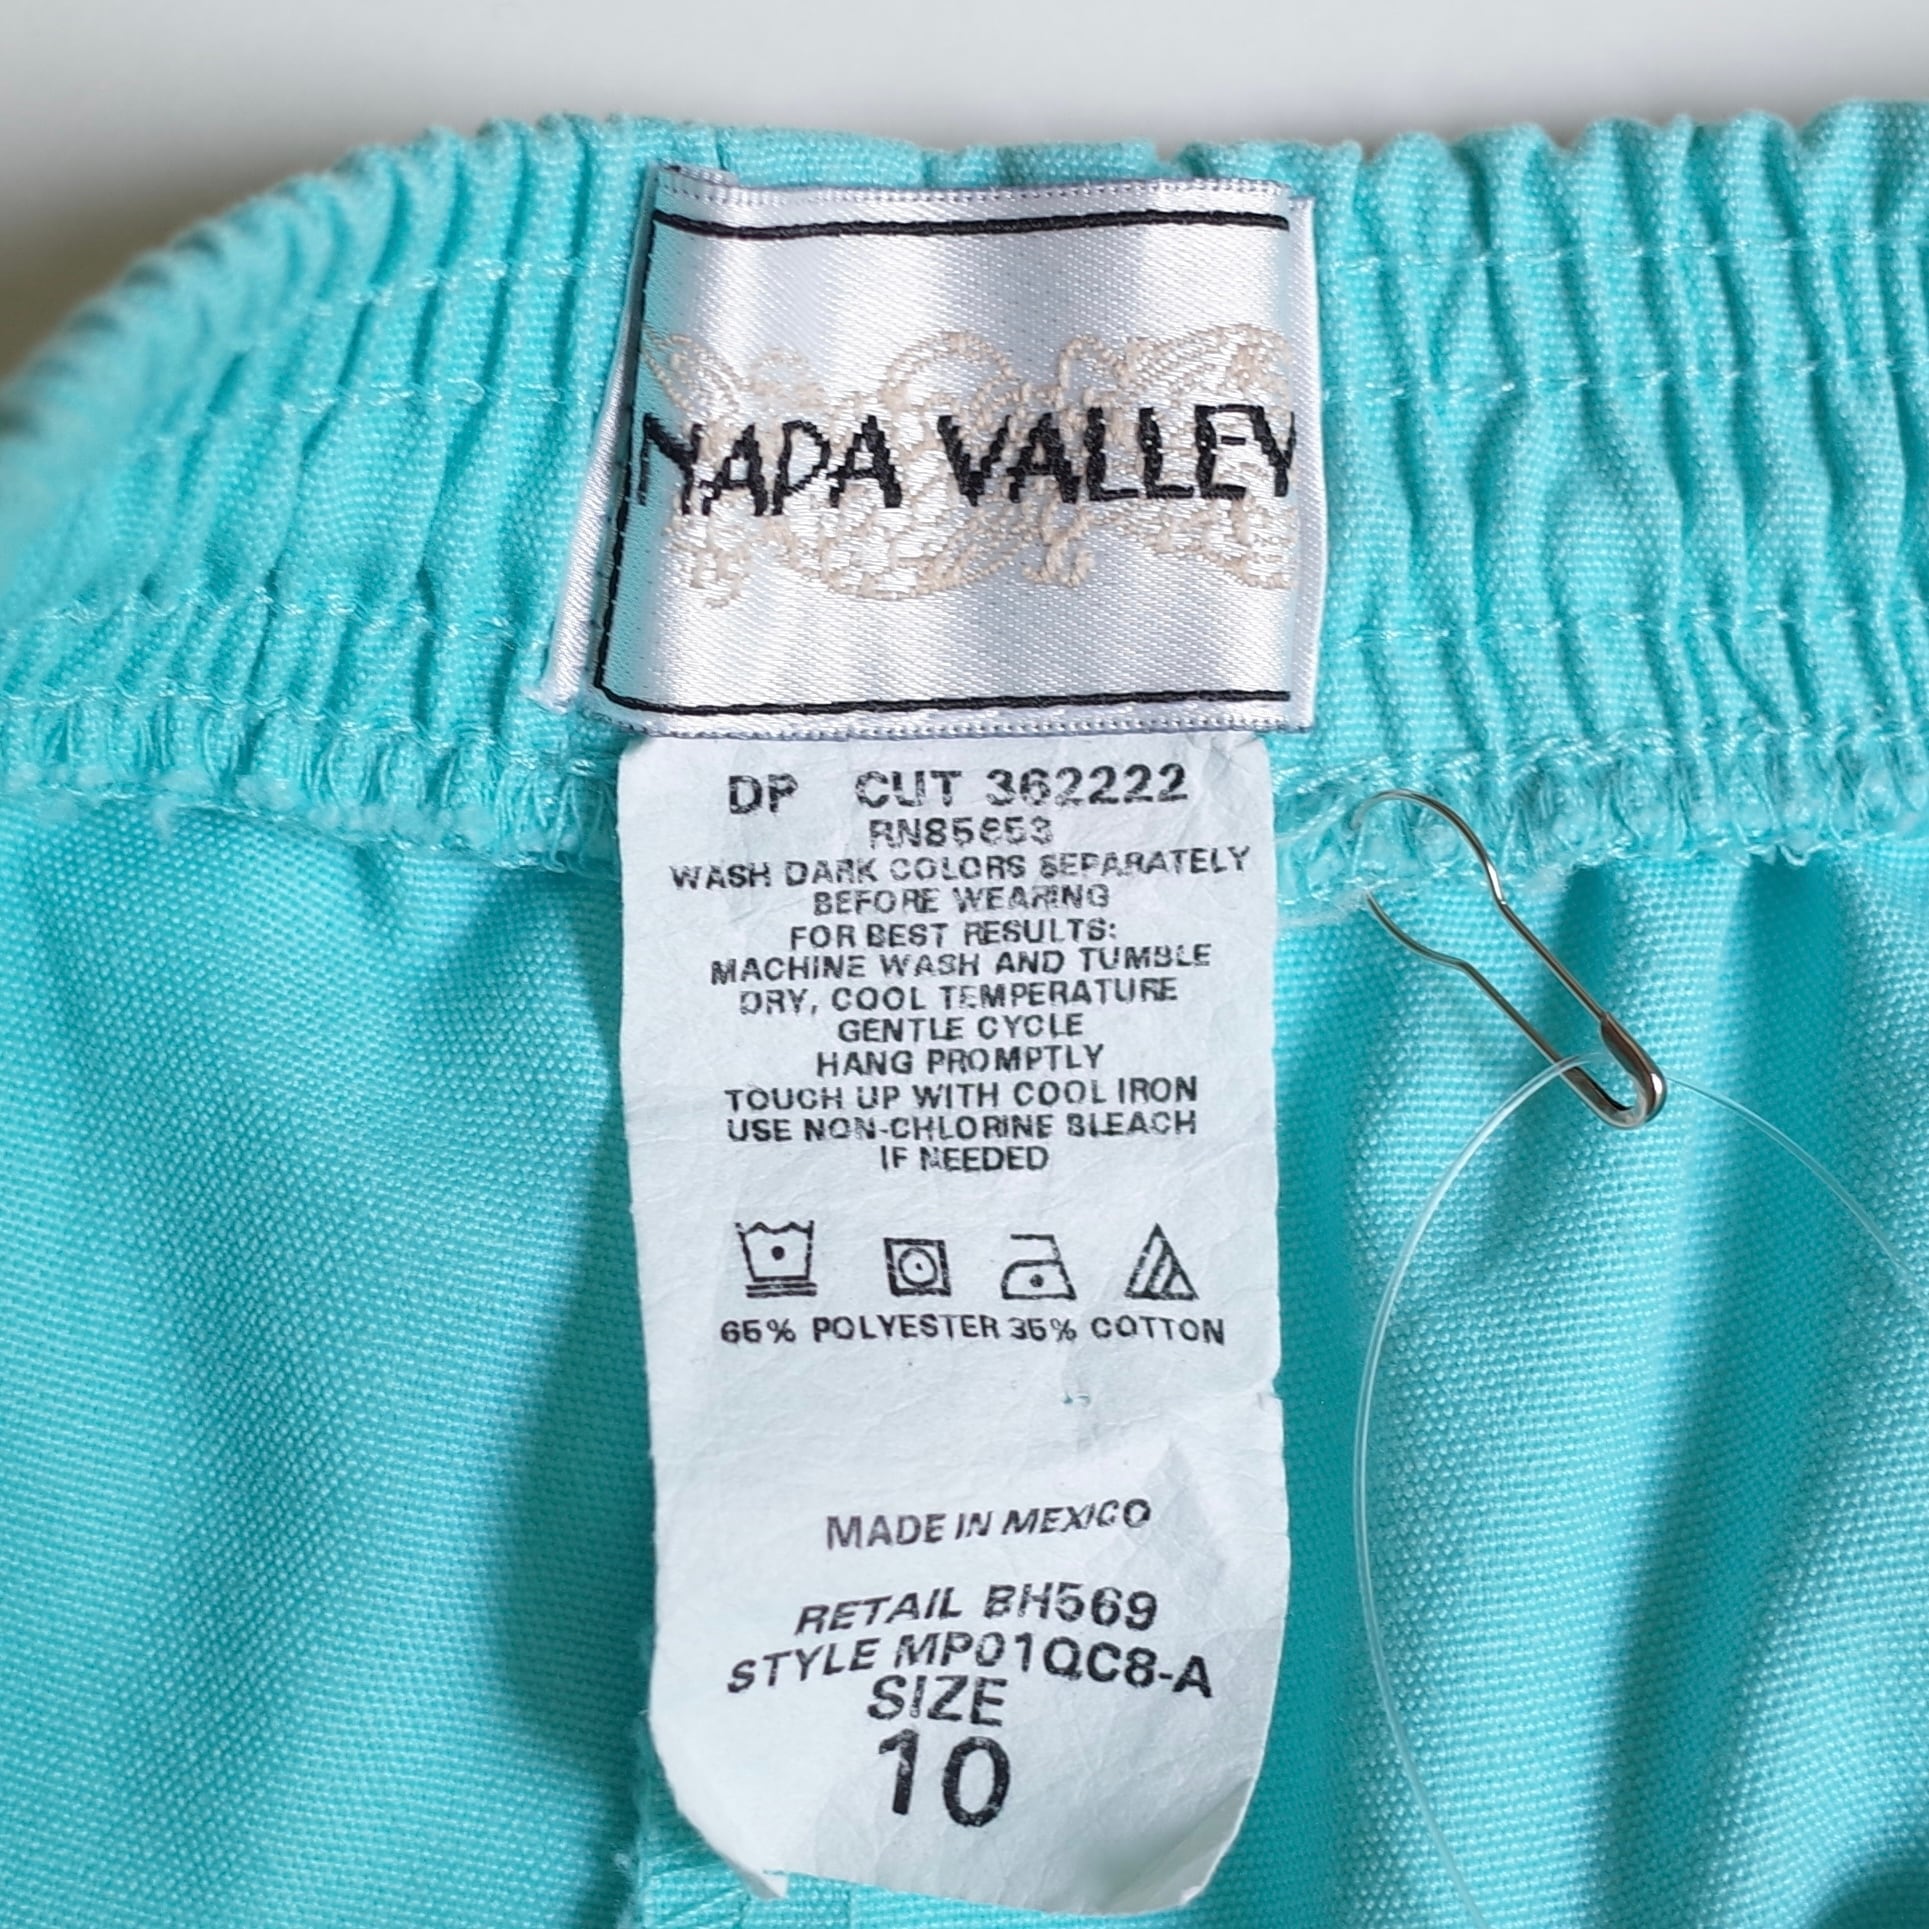 NAPA VALLEY
DP CUT 362222
RN85653
WASH DARK COLORS SEPARATELY
BEFORE WEARING
FOR BEST RESULTS:
MACHINE WASH AND TUMBLE
DRY, COOL TEMPERATURE
GENTLE CYCLE
HANG PROMPTLY
TOUCH UP WITH COOL IRON
USE NON-CHLORINE BLEACH
IF NEEDED
65% POLYESTER 35% COTTON
MADE IN MEXICO
RETAIL BH569
STYLE MP01QC8-A
SIZE
10